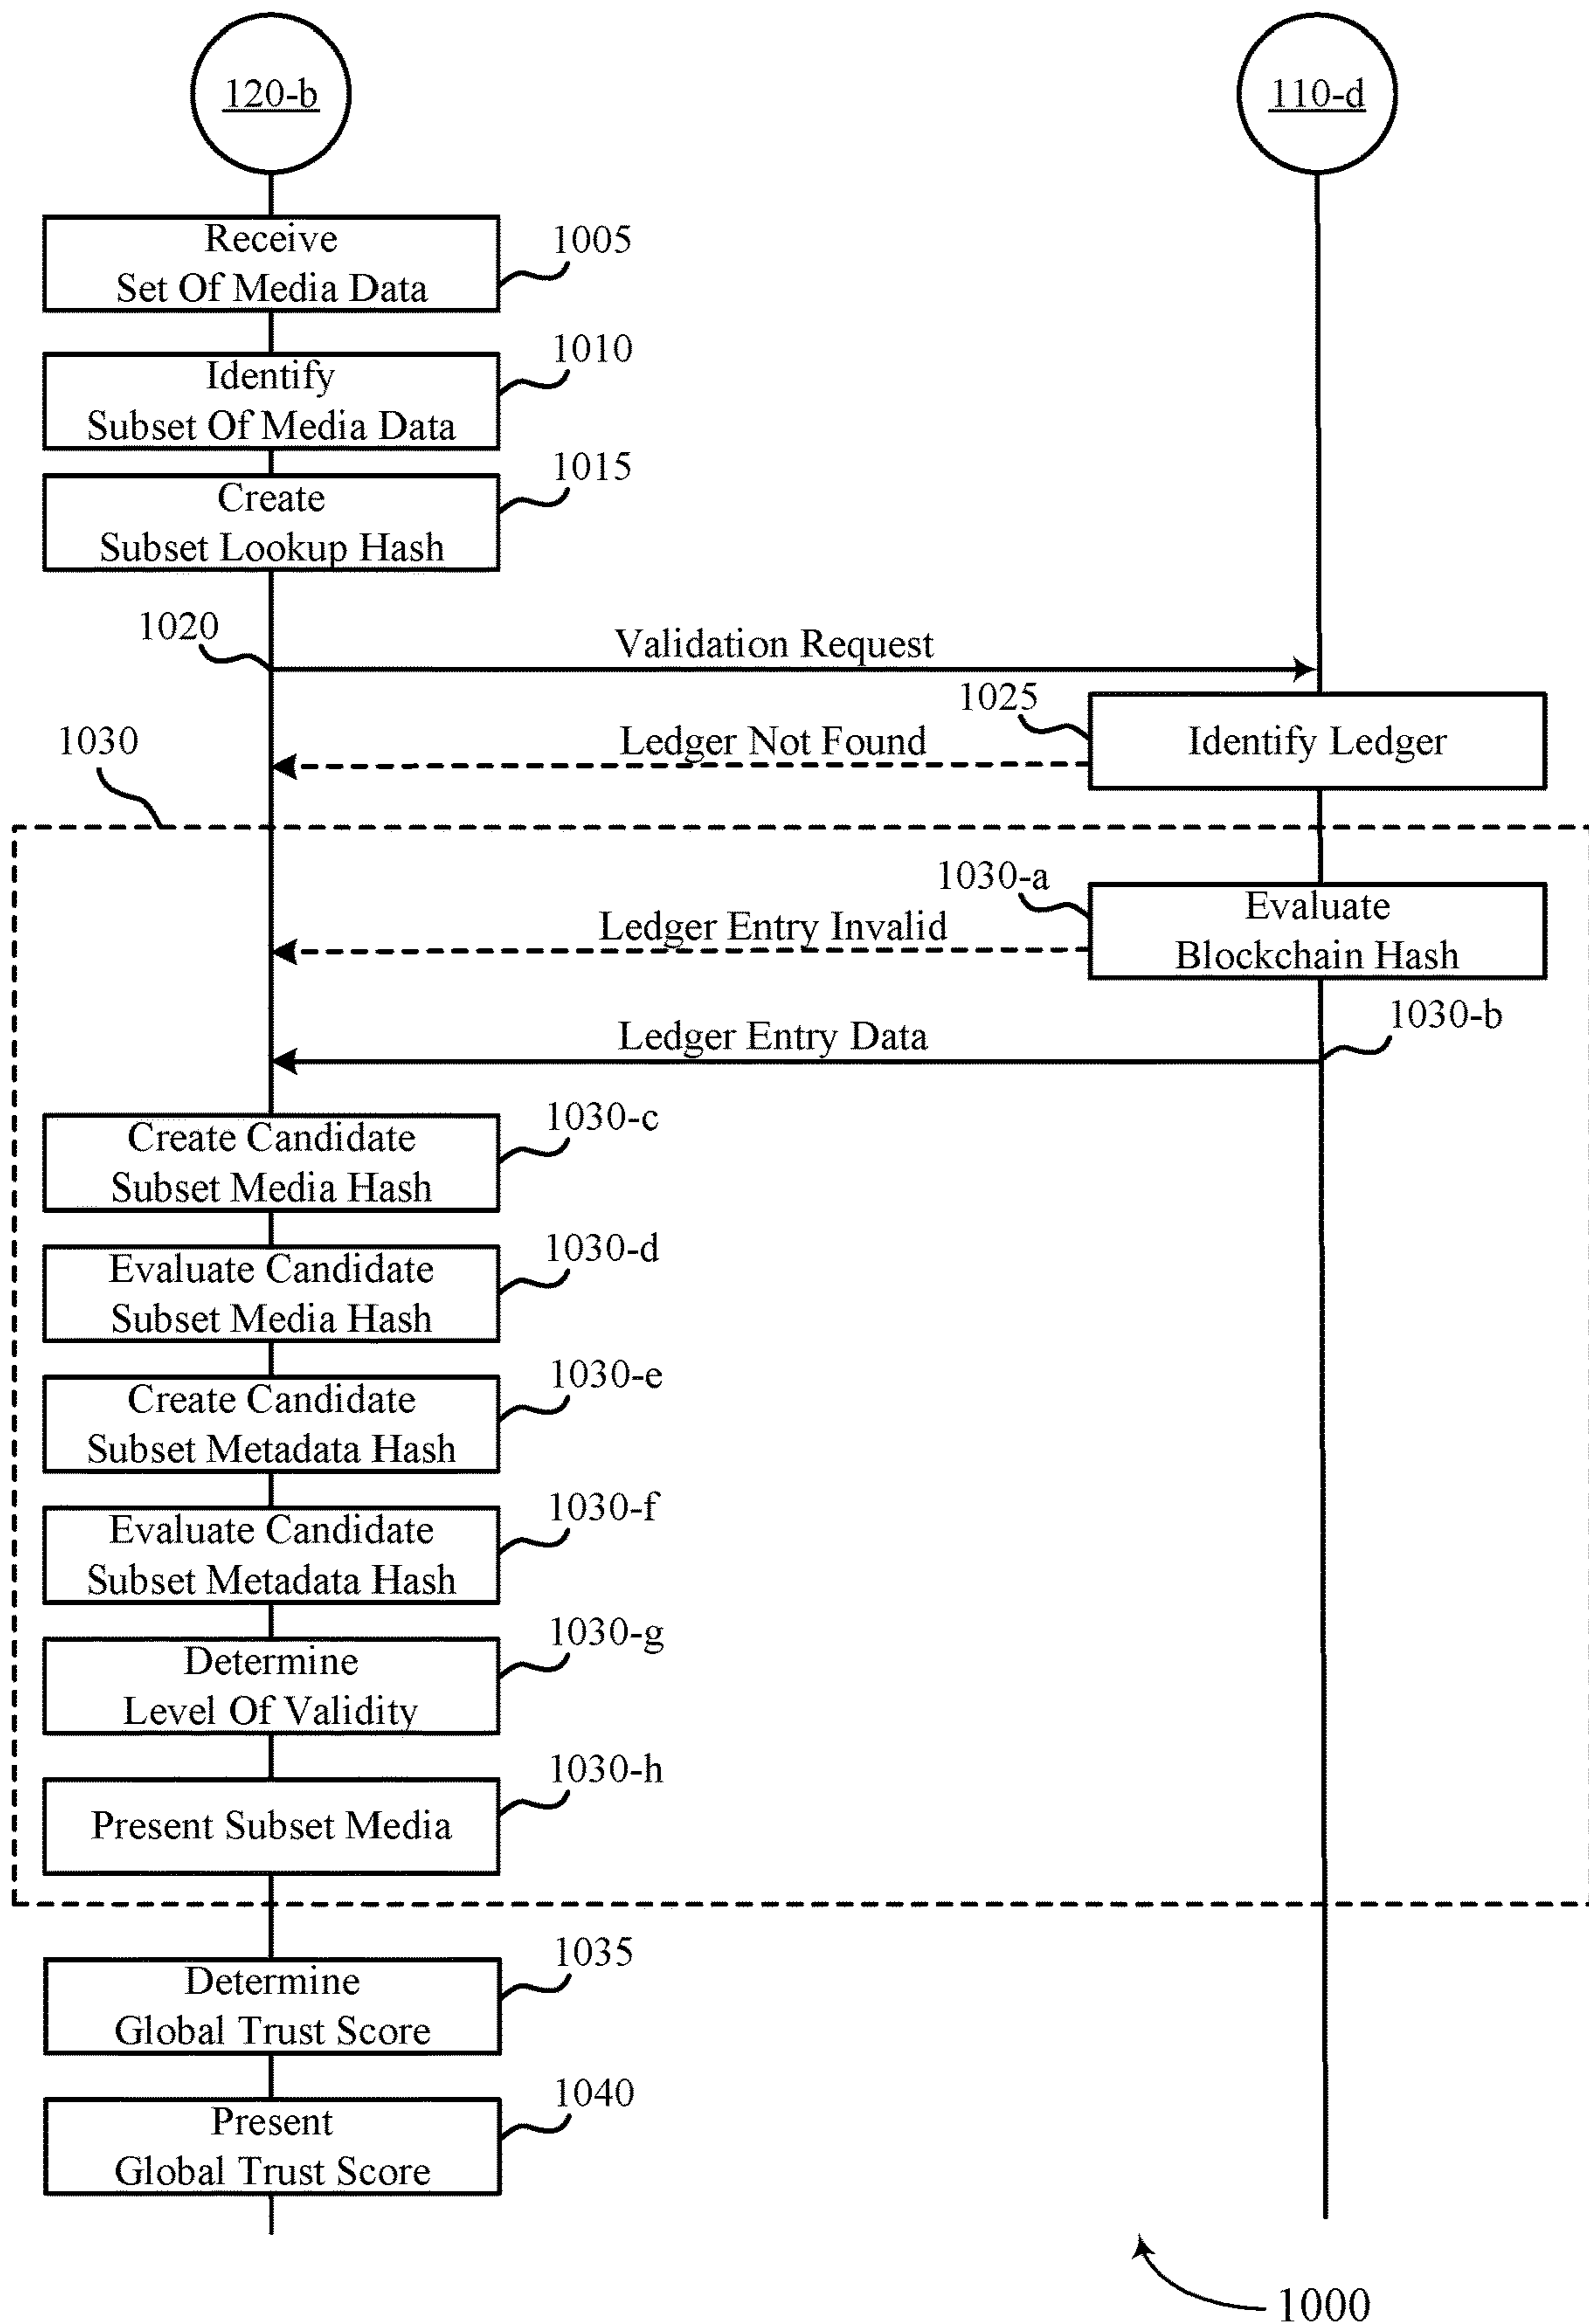 120-b
110-d
Receive
Set Of Media Data
1005
Identify
Subset Of Media Data
1010
Create
Subset Lookup Hash
1015
1020
Validation Request
1025
Identify Ledger
Ledger Not Found
1030
1030-a
Evaluate
Blockchain Hash
Ledger Entry Invalid
1030-b
Ledger Entry Data
Create Candidate
Subset Media Hash
1030-c
Evaluate Candidate
Subset Media Hash
1030-d
Create Candidate
Subset Metadata Hash
1030-e
Evaluate Candidate
Subset Metadata Hash
1030-f
Determine
Level Of Validity
1030-g
Present Subset Media
1030-h
Determine
Global Trust Score
1035
Present
Global Trust Score
1040
1000